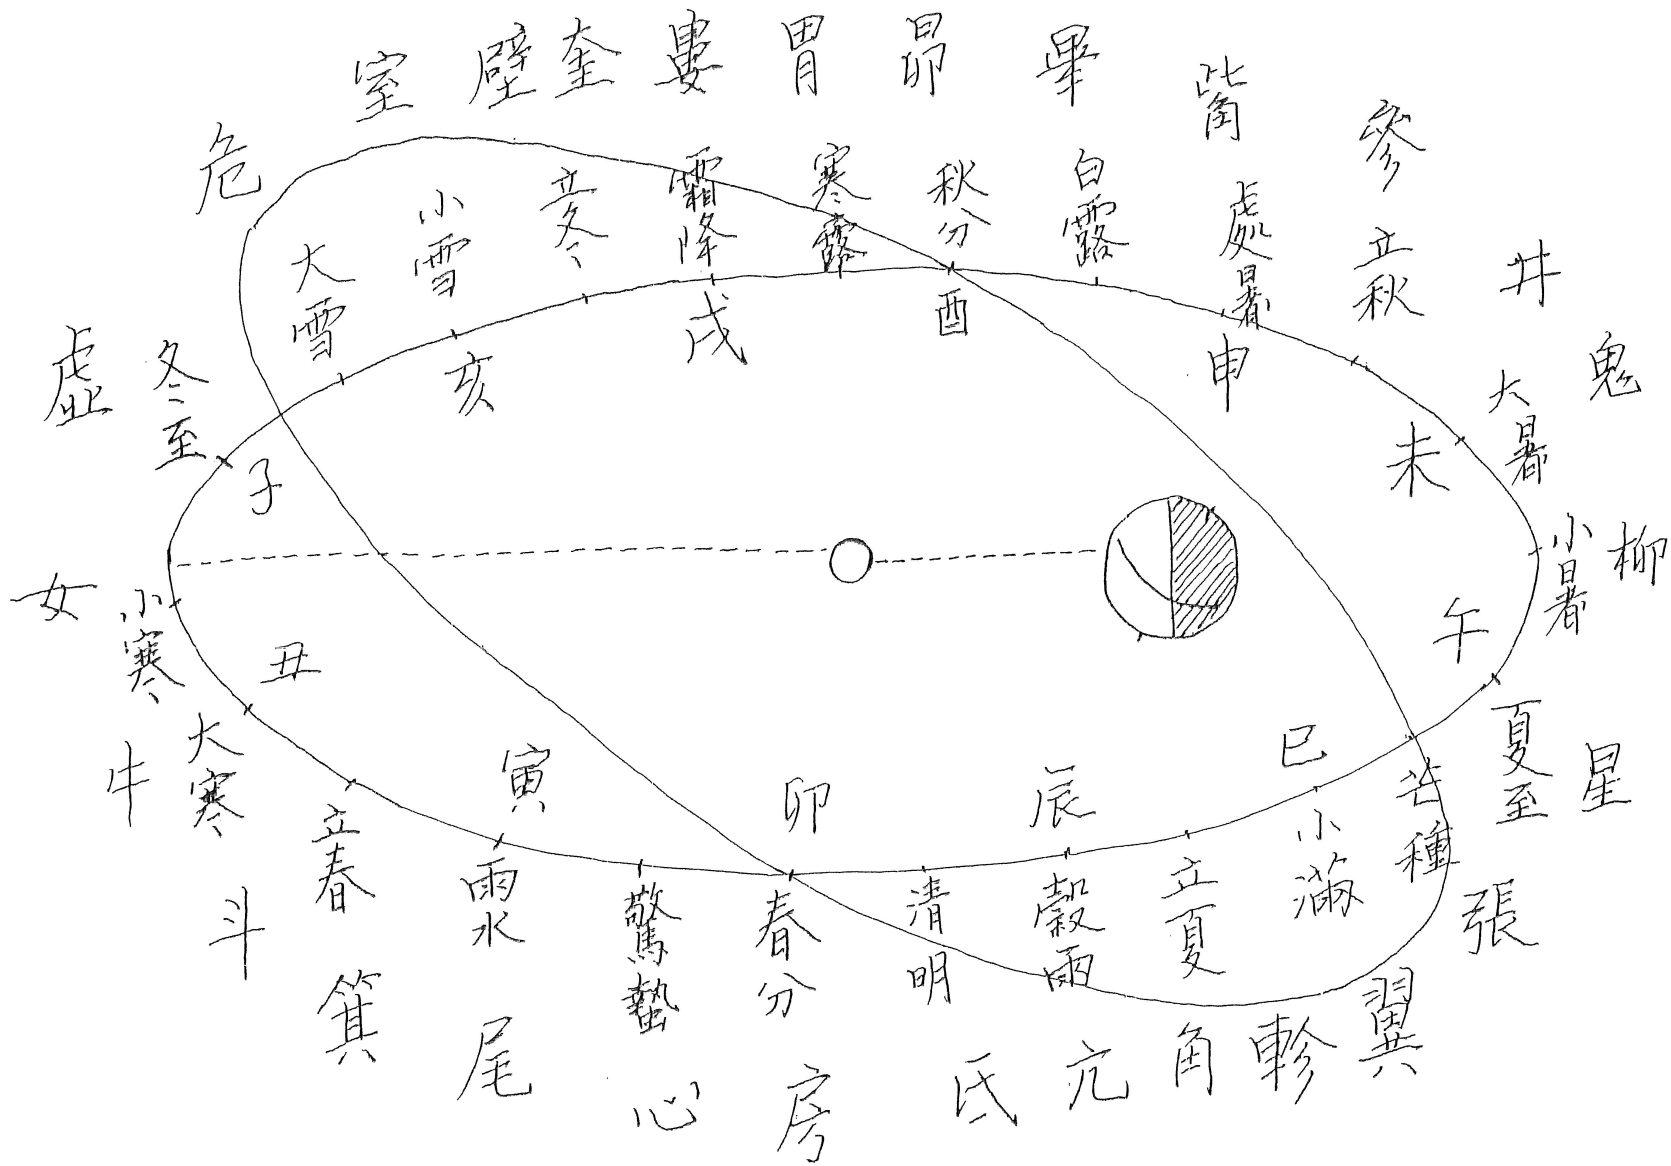 室
壁
奎
婁
胃
昴
畢
觜
參
井
鬼
柳
星
張
翼
軫
角
亢
氐
房
心
尾
箕
斗
牛
女
虛
危
冬至
小寒
大寒
立春
雨水
驚蟄
春分
清明
穀雨
立夏
小滿
芒種
夏至
小暑
大暑
立秋
處暑
白露
秋分
寒露
霜降
立冬
小雪
大雪
子
丑
寅
卯
辰
巳
午
未
申
酉
戌
亥